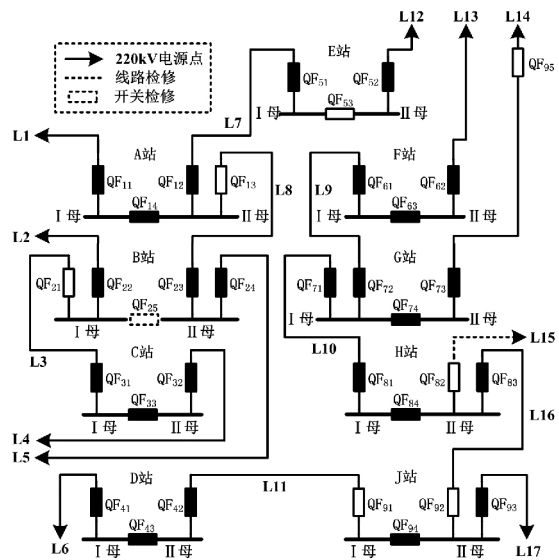 L12 L13 L14
220kV电源点
线路检修
开关检修
E站
QF51 QF52
QF53
QF95
Ⅰ母 Ⅱ母
L7
L1
A站
QF11 QF12 QF13
QF14
Ⅰ母 Ⅱ母
L8
F站
L9
QF61 QF62
QF63
Ⅰ母 Ⅱ母
L2
B站
QF21 QF22 QF23 QF24
QF25
Ⅰ母 Ⅱ母
G站
QF71 QF72 QF73
QF74
Ⅰ母 Ⅱ母
L3
C站
QF31 QF32
QF33
Ⅰ母 Ⅱ母
L10
H站
L15
QF81 QF82 QF83
QF84
Ⅰ母 Ⅱ母
L16
L4
L5
D站
QF41 QF42
QF43
Ⅰ母 Ⅱ母
L6
L11
J站
QF91 QF92 QF93
QF94
Ⅰ母 Ⅱ母
L17